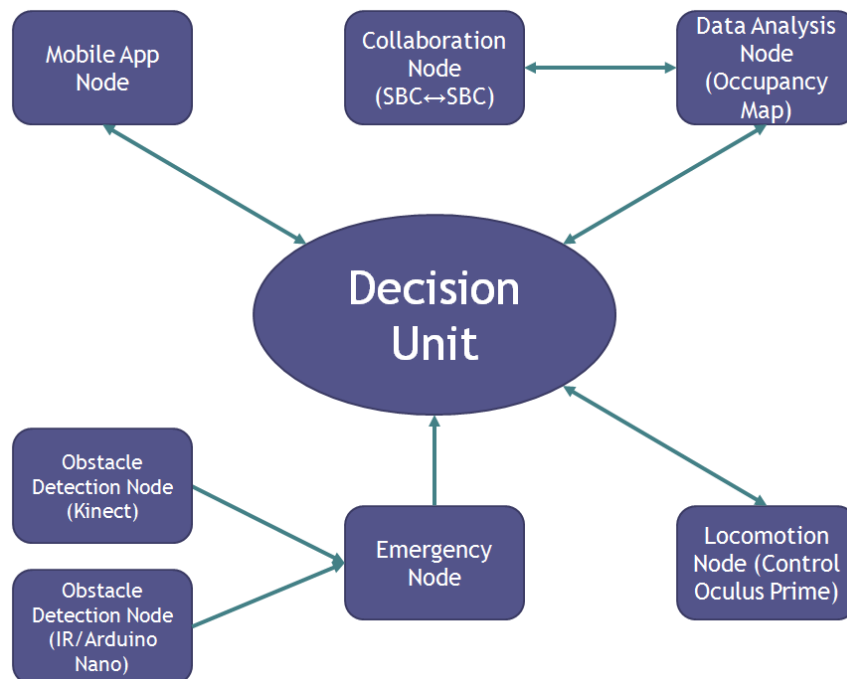 Mobile App
Node
Collaboration
Node
(SBC↔SBC)
Data Analysis
Node
(Occupancy
Map)
Decision
Unit
Obstacle
Detection Node
(Kinect)
Obstacle
Detection Node
(IR/Arduino
Nano)
Emergency
Node
Locomotion
Node (Control
Oculus Prime)